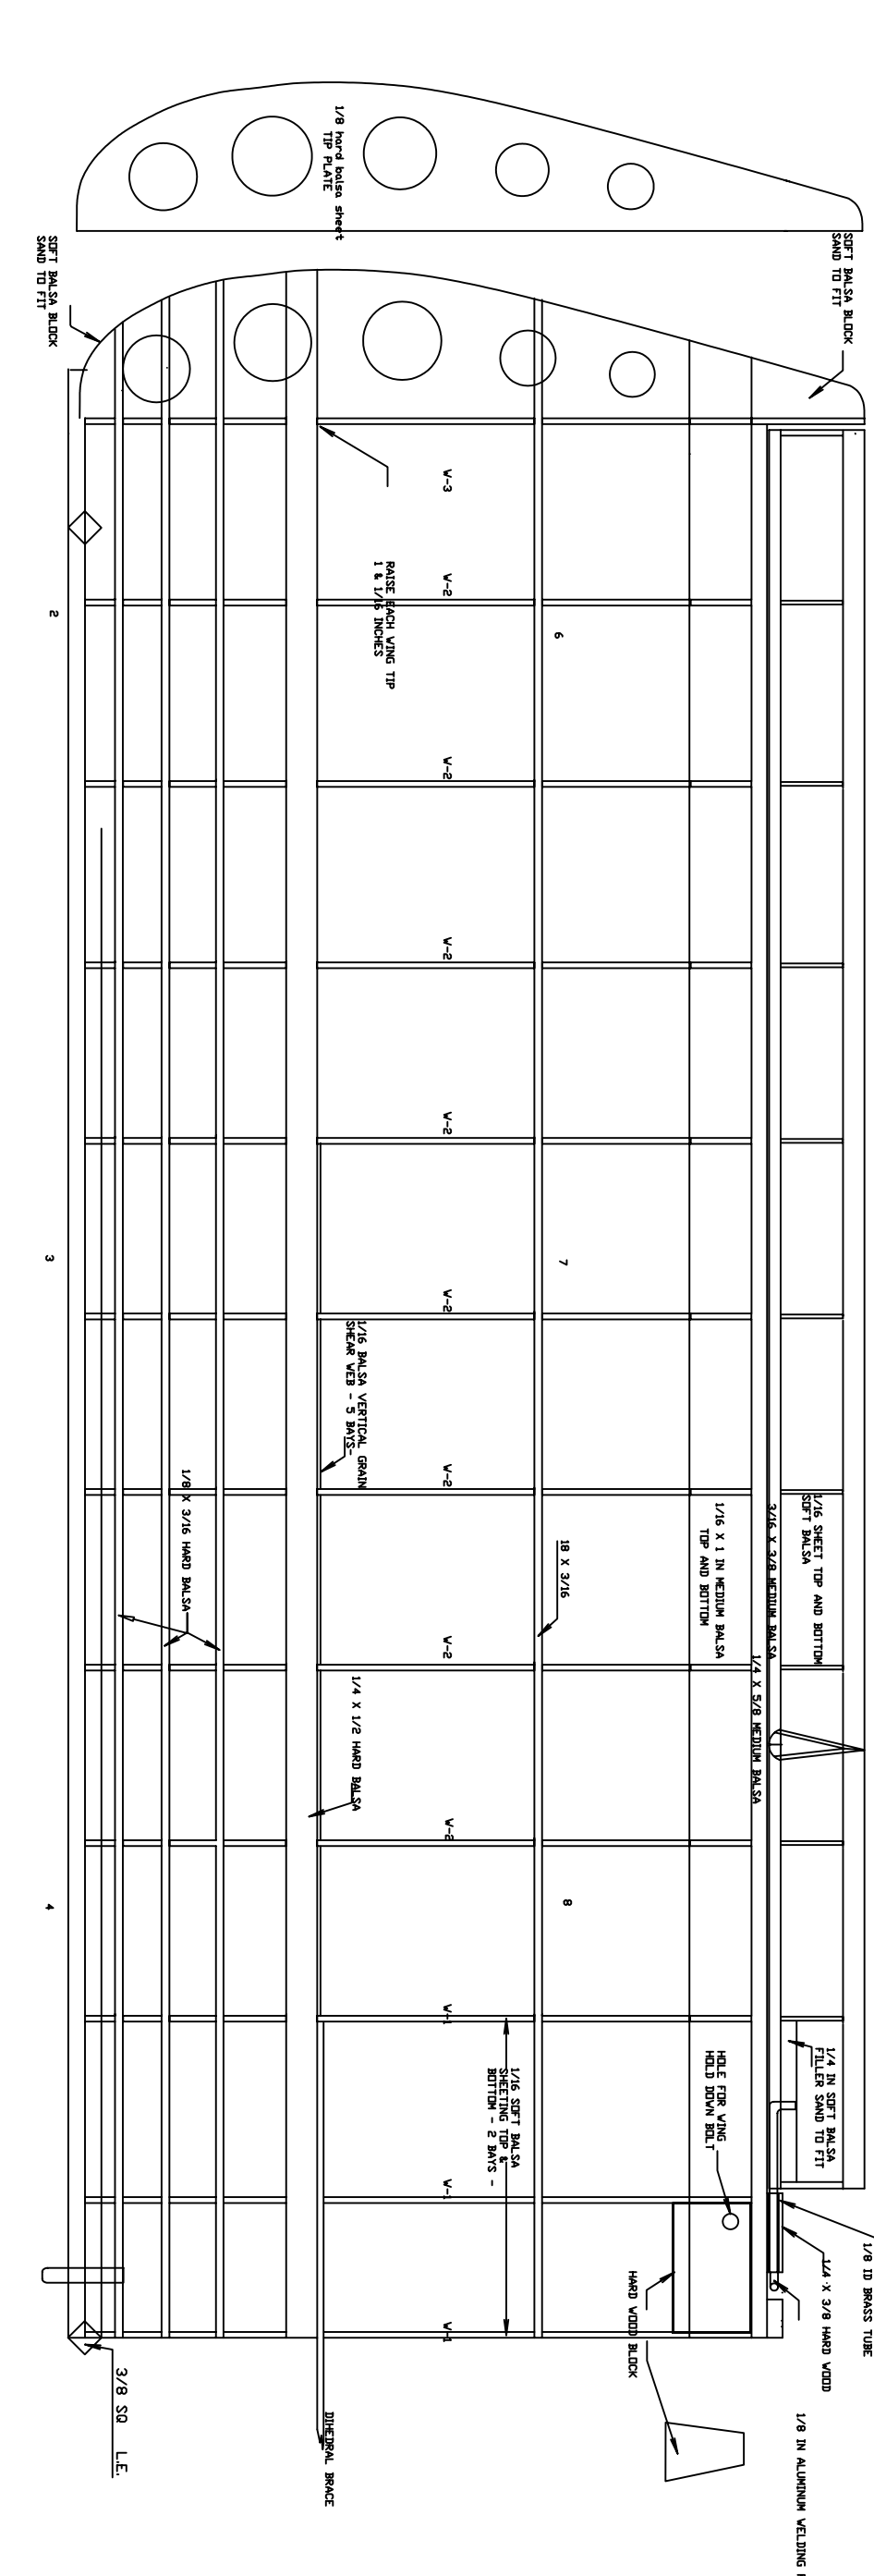 1/8 hard balsa sheet
TIP PLATE
SOFT BALSA BLOCK
SAND TO FIT
SOFT BALSA BLOCK
SAND TO FIT
W-3
RAISE EACH WING TIP
1 & 1/16 INCHES
W-2
2
6
W-2
W-2
W-2
3
7
W-2
1/16 BALSA VERTICAL GRAIN
SHEAR WEB - 5 BAYS-
W-2
1/8 X 3/16 HARD BALSA
1/16 SHEET TOP AND BOTTOM
SOFT BALSA
3/16 X 3/8 MEDIUM BALSA
1/16 X 1 IN MEDIUM BALSA
TOP AND BOTTOM
18 X 3/16
W-2
1/4 X 5/8 MEDIUM BALSA
1/4 X 1/2 HARD BALSA
W-2
4
8
W-1
1/4 IN SOFT BALSA
FILLER SAND TO FIT
HOLE FOR WING
HOLD DOWN BOLT
1/16 SOFT BALSA
SHEETING TOP &
BOTTOM - 2 BAYS -
W-1
1/8 ID BRASS TUBE
1/4 X 3/8 HARD WOOD
HARD WOOD BLOCK
W-1
3/8 SQ L.E.
DIHEDRAL BRACE
1/8 IN ALUMINUM WELDING